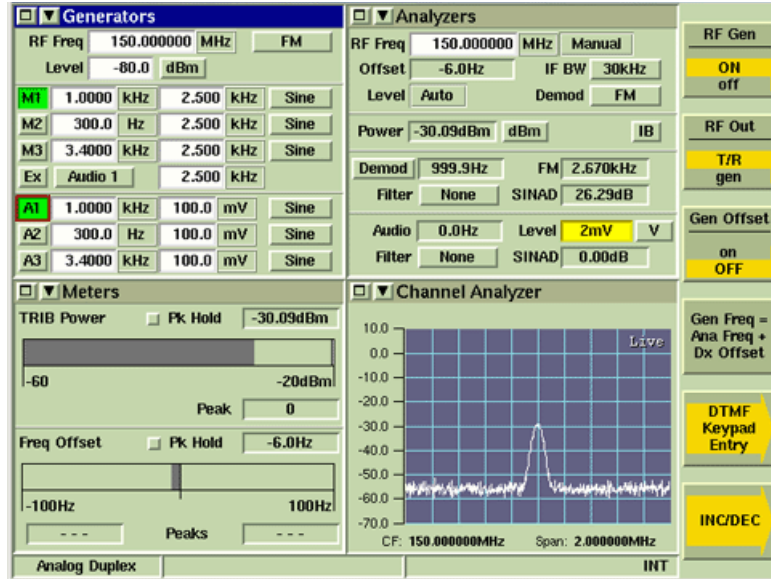 Generators
RF Freq 150.000000 MHz FM
Level -80.0 dBm
M1 1.0000 kHz 2.500 kHz Sine
M2 300.0 Hz 2.500 kHz Sine
M3 3.4000 kHz 2.500 kHz Sine
Ex Audio 1 2.500 kHz
A1 1.0000 kHz 100.0 mV Sine
A2 300.0 Hz 100.0 mV Sine
A3 3.4000 kHz 100.0 mV Sine
Analyzers
RF Freq 150.000000 MHz Manual
Offset -6.0Hz IF BW 30kHz
Level Auto Demod FM
Power -30.09dBm dBm IB
Demod 999.9Hz FM 2.670kHz
Filter None SINAD 26.29dB
Audio 0.0Hz Level 2mV V
Filter None SINAD 0.00dB
Meters
TRIB Power Pk Hold -30.09dBm
-60 -20dBm
Peak 0
Freq Offset Pk Hold -6.0Hz
-100Hz 100Hz
- - - Peaks - - -
Channel Analyzer
Live
10.0
0.0
-10.0
-20.0
-30.0
-40.0
-50.0
-60.0
-70.0
CF: 150.000000MHz Span: 2.000000MHz
RF Gen
ON
off
RF Out
T/R
gen
Gen Offset
on
OFF
Gen Freq =
Ana Freq +
Dx Offset
DTMF
Keypad
Entry
INC/DEC
Analog Duplex INT